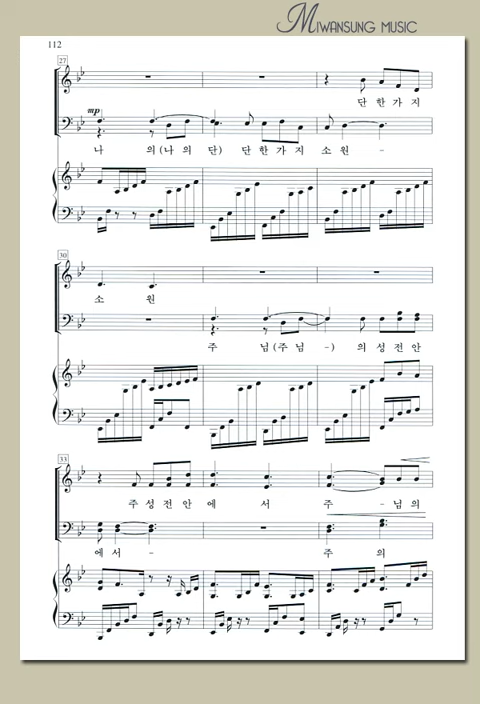 MIWANSUNG MUSIC
112
27
단 한 가 지
mp
나 의 (나 의 단) 단 한 가 지 소 원 -
30
소 원
주 님 (주 님 -) 의 성 전 안
33
주 성 전 안 에 서 주 - 님 의
에 서 - 주 의